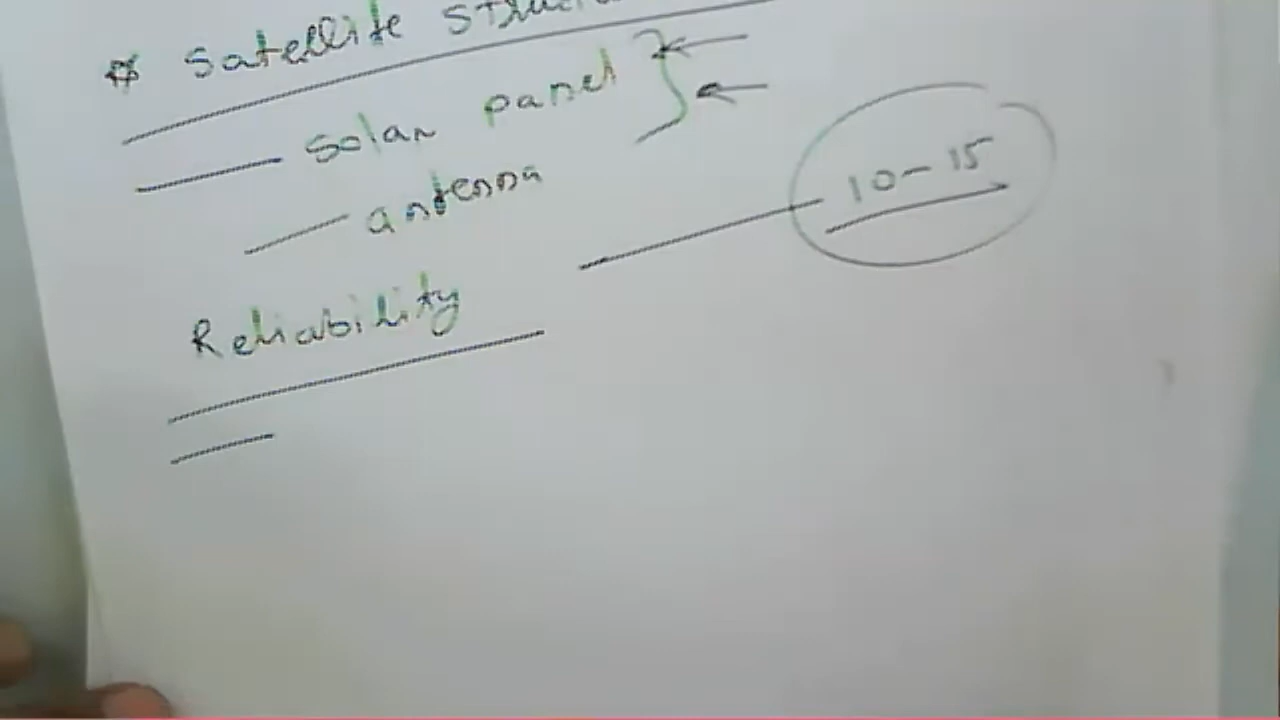 * Satellite
solar panel
antenna
10-15
Reliability